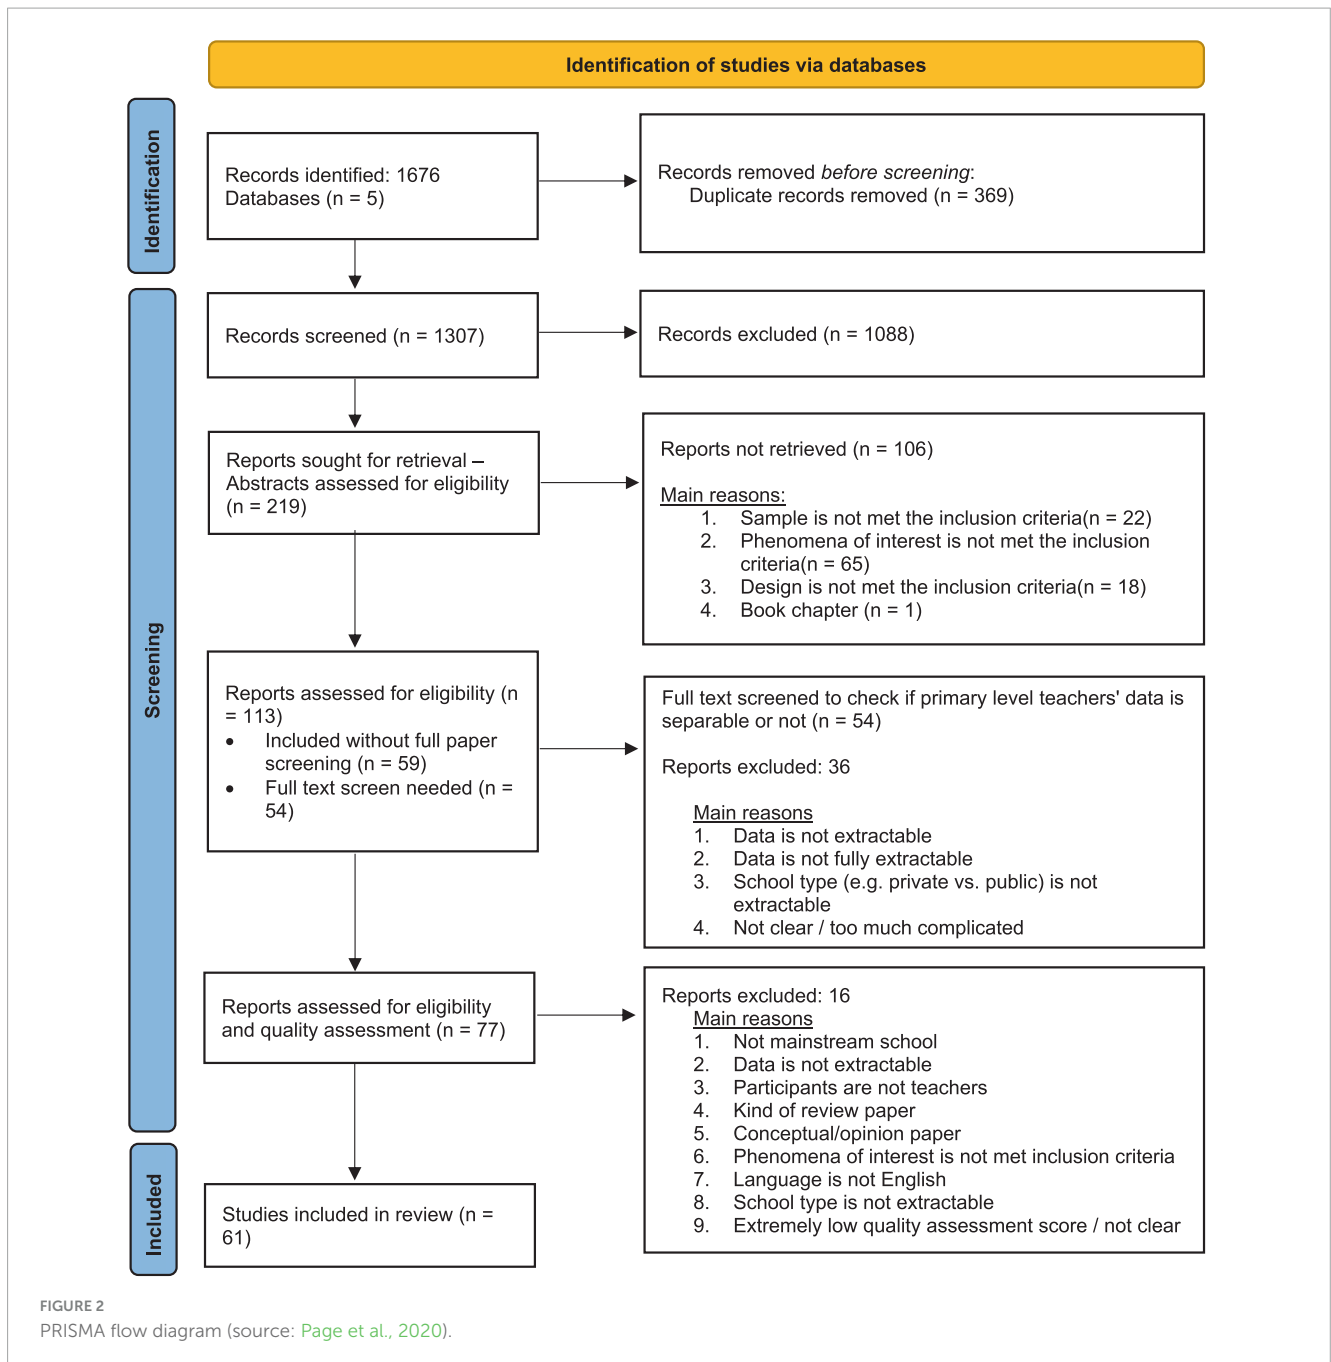 Identification of studies via databases
Identification
Records identified: 1676
Databases (n = 5)
Records removed before screening:
Duplicate records removed (n = 369)
Screening
Records screened (n = 1307)
Records excluded (n = 1088)
Reports sought for retrieval –
Abstracts assessed for eligibility
(n = 219)
Reports not retrieved (n = 106)
Main reasons:
1. Sample is not met the inclusion criteria(n = 22)
2. Phenomena of interest is not met the inclusion
criteria(n = 65)
3. Design is not met the inclusion criteria(n = 18)
4. Book chapter (n = 1)
Reports assessed for eligibility (n
= 113)
• Included without full paper
screening (n = 59)
• Full text screen needed (n =
54)
Full text screened to check if primary level teachers' data is
separable or not (n = 54)
Reports excluded: 36
Main reasons
1. Data is not extractable
2. Data is not fully extractable
3. School type (e.g. private vs. public) is not
extractable
4. Not clear / too much complicated
Reports assessed for eligibility
and quality assessment (n = 77)
Reports excluded: 16
Main reasons
1. Not mainstream school
2. Data is not extractable
3. Participants are not teachers
4. Kind of review paper
5. Conceptual/opinion paper
6. Phenomena of interest is not met inclusion criteria
7. Language is not English
8. School type is not extractable
9. Extremely low quality assessment score / not clear
Included
Studies included in review (n =
61)
FIGURE 2
PRISMA flow diagram (source: Page et al., 2020).